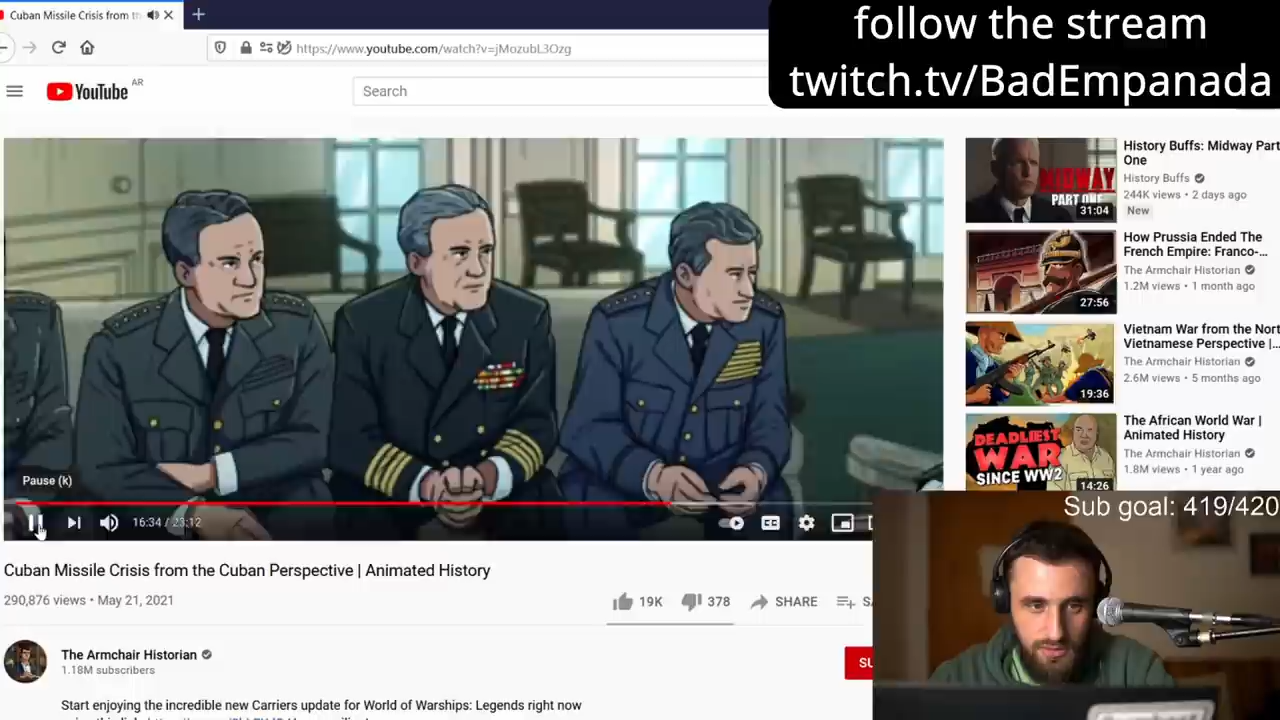 Cuban Missile Crisis from th
follow the stream
twitch.tv/BadEmpanada
https://www.youtube.com/watch?v=jMozubL3Ozg
YouTube AR
Search
History Buffs: Midway Part
One
History Buffs
244K views • 2 days ago
New
MIDWAY
PART ONE
31:04
How Prussia Ended The
French Empire: Franco-...
The Armchair Historian
1.2M views • 1 month ago
27:56
Vietnam War from the Nort
Vietnamese Perspective |...
The Armchair Historian
2.6M views • 5 months ago
19:36
The African World War |
Animated History
The Armchair Historian
1.8M views • 1 year ago
DEADLIEST
WAR
SINCE WW2
14:26
Pause (k)
16:34 / 23:12
CC
Sub goal: 419/420
Cuban Missile Crisis from the Cuban Perspective | Animated History
290,876 views • May 21, 2021
19K
378
SHARE
SA
The Armchair Historian
1.18M subscribers
SU
Start enjoying the incredible new Carriers update for World of Warships: Legends right now